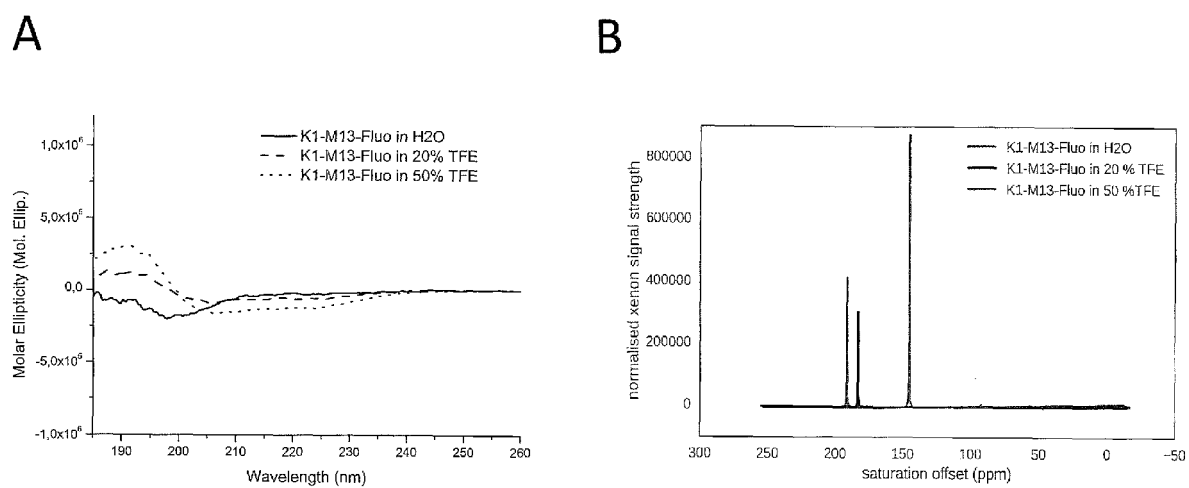 A
B
K1-M13-Fluo in H2O
K1-M13-Fluo in 20% TFE
K1-M13-Fluo in 50% TFE
1,0x10⁶
5,0x10⁵
0,0
-5,0x10⁵
-1,0x10⁶
Molar Ellipticity (Mol. Ellip.)
190 200 210 220 230 240 250 260
Wavelength (nm)
K1-M13-Fluo in H2O
K1-M13-Fluo in 20 % TFE
K1-M13-Fluo in 50 %TFE
800000
600000
400000
200000
0
normalised xenon signal strength
300 250 200 150 100 50 0 −50
saturation offset (ppm)